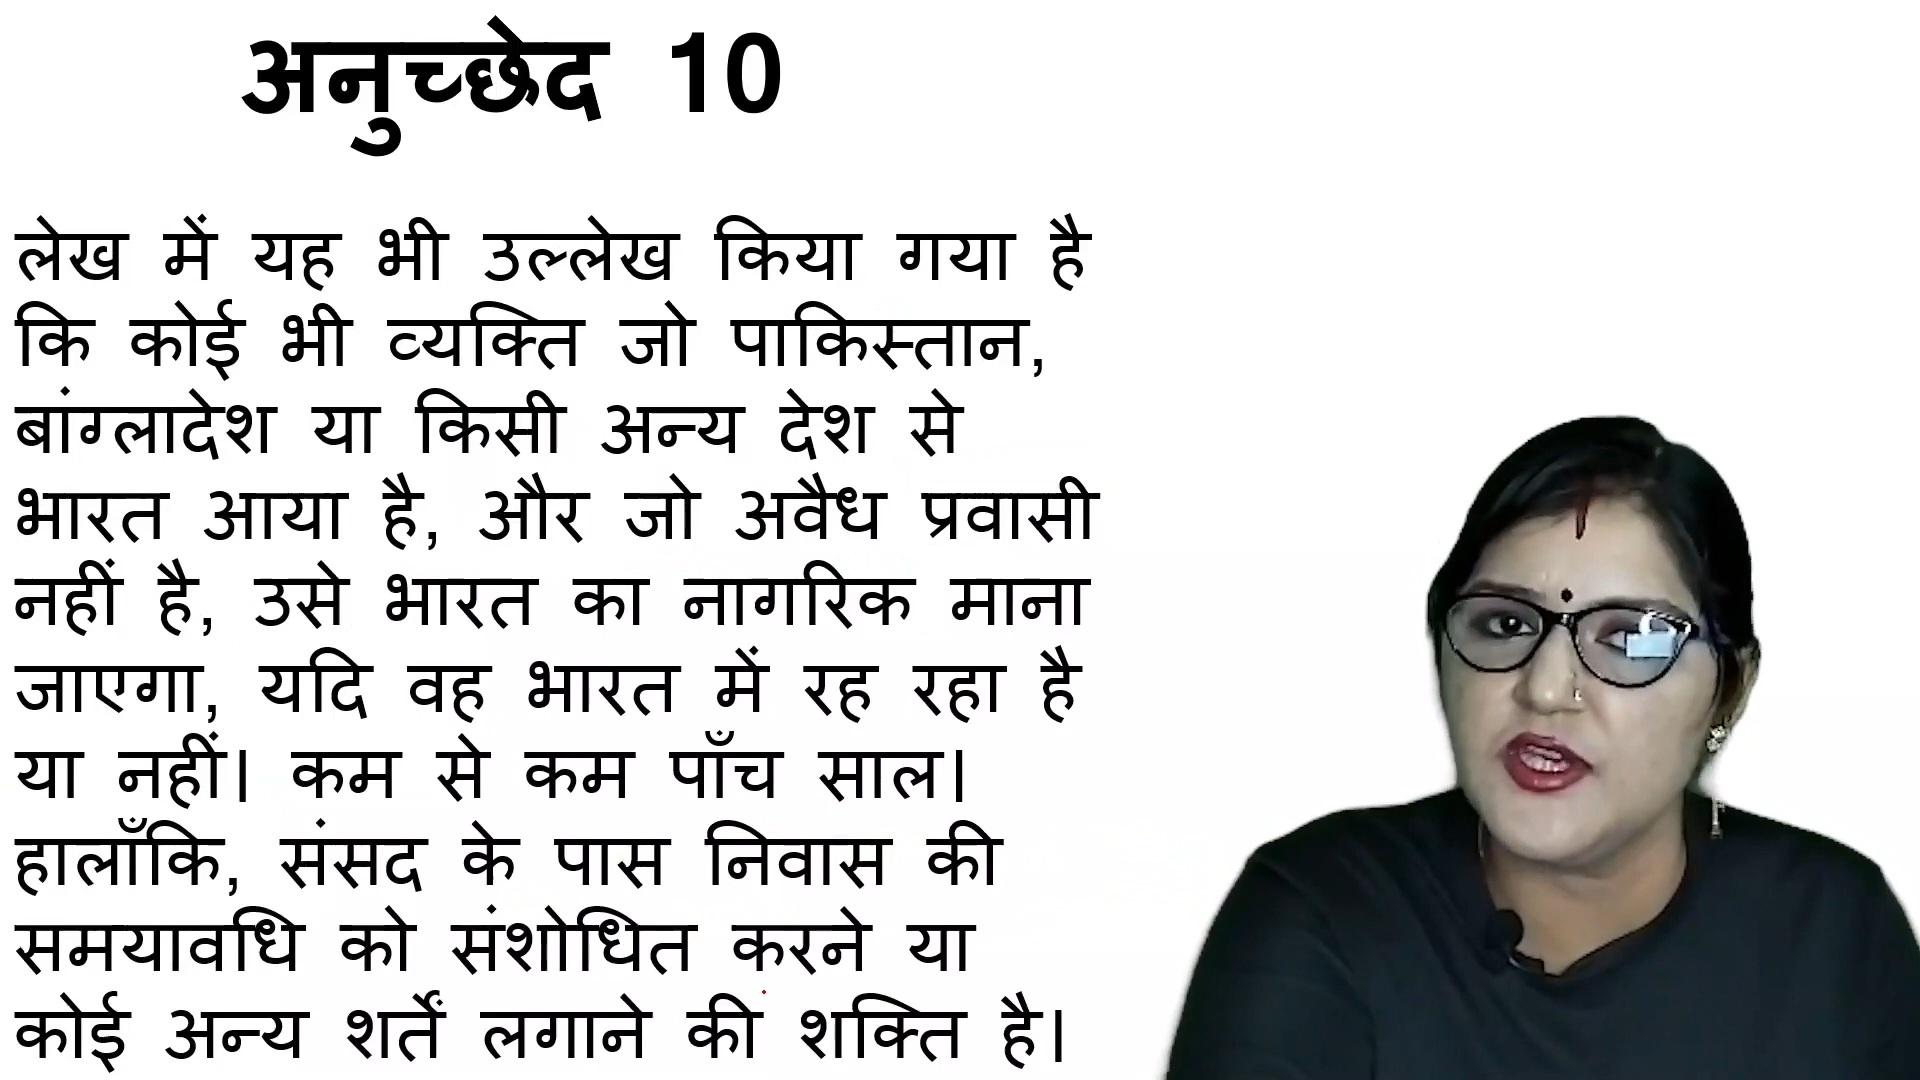 अनुच्छेद 10
लेख में यह भी उल्लेख किया गया है
कि कोई भी व्यक्ति जो पाकिस्तान,
बांग्लादेश या किसी अन्य देश से
भारत आया है, और जो अवैध प्रवासी
नहीं है, उसे भारत का नागरिक माना
जाएगा, यदि वह भारत में रह रहा है
या नहीं। कम से कम पाँच साल।
हालाँकि, संसद के पास निवास की
समयावधि को संशोधित करने या
कोई अन्य शर्तें लगाने की शक्ति है।